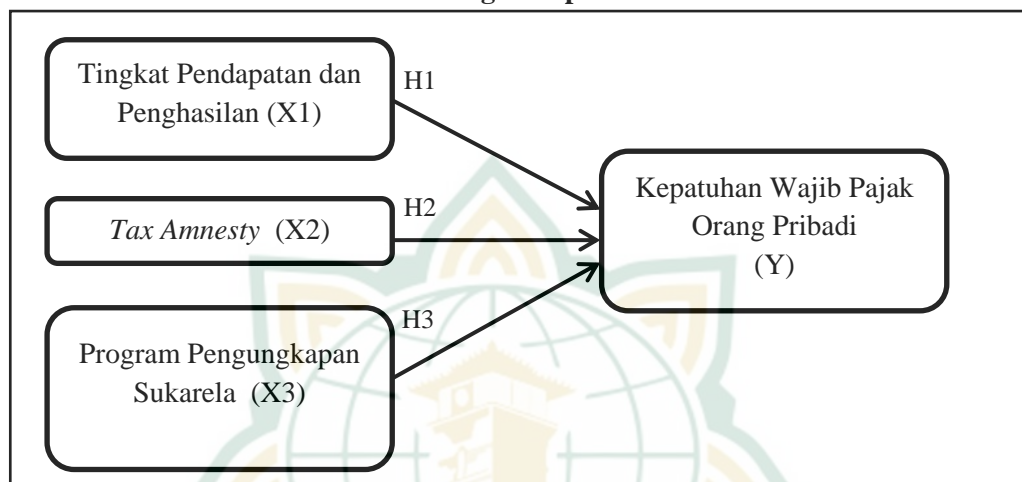 Tingkat Pendapatan dan
Penghasilan (X1)
H1
Tax Amnesty (X2)
H2
Program Pengungkapan
Sukarela (X3)
H3
Kepatuhan Wajib Pajak
Orang Pribadi
(Y)